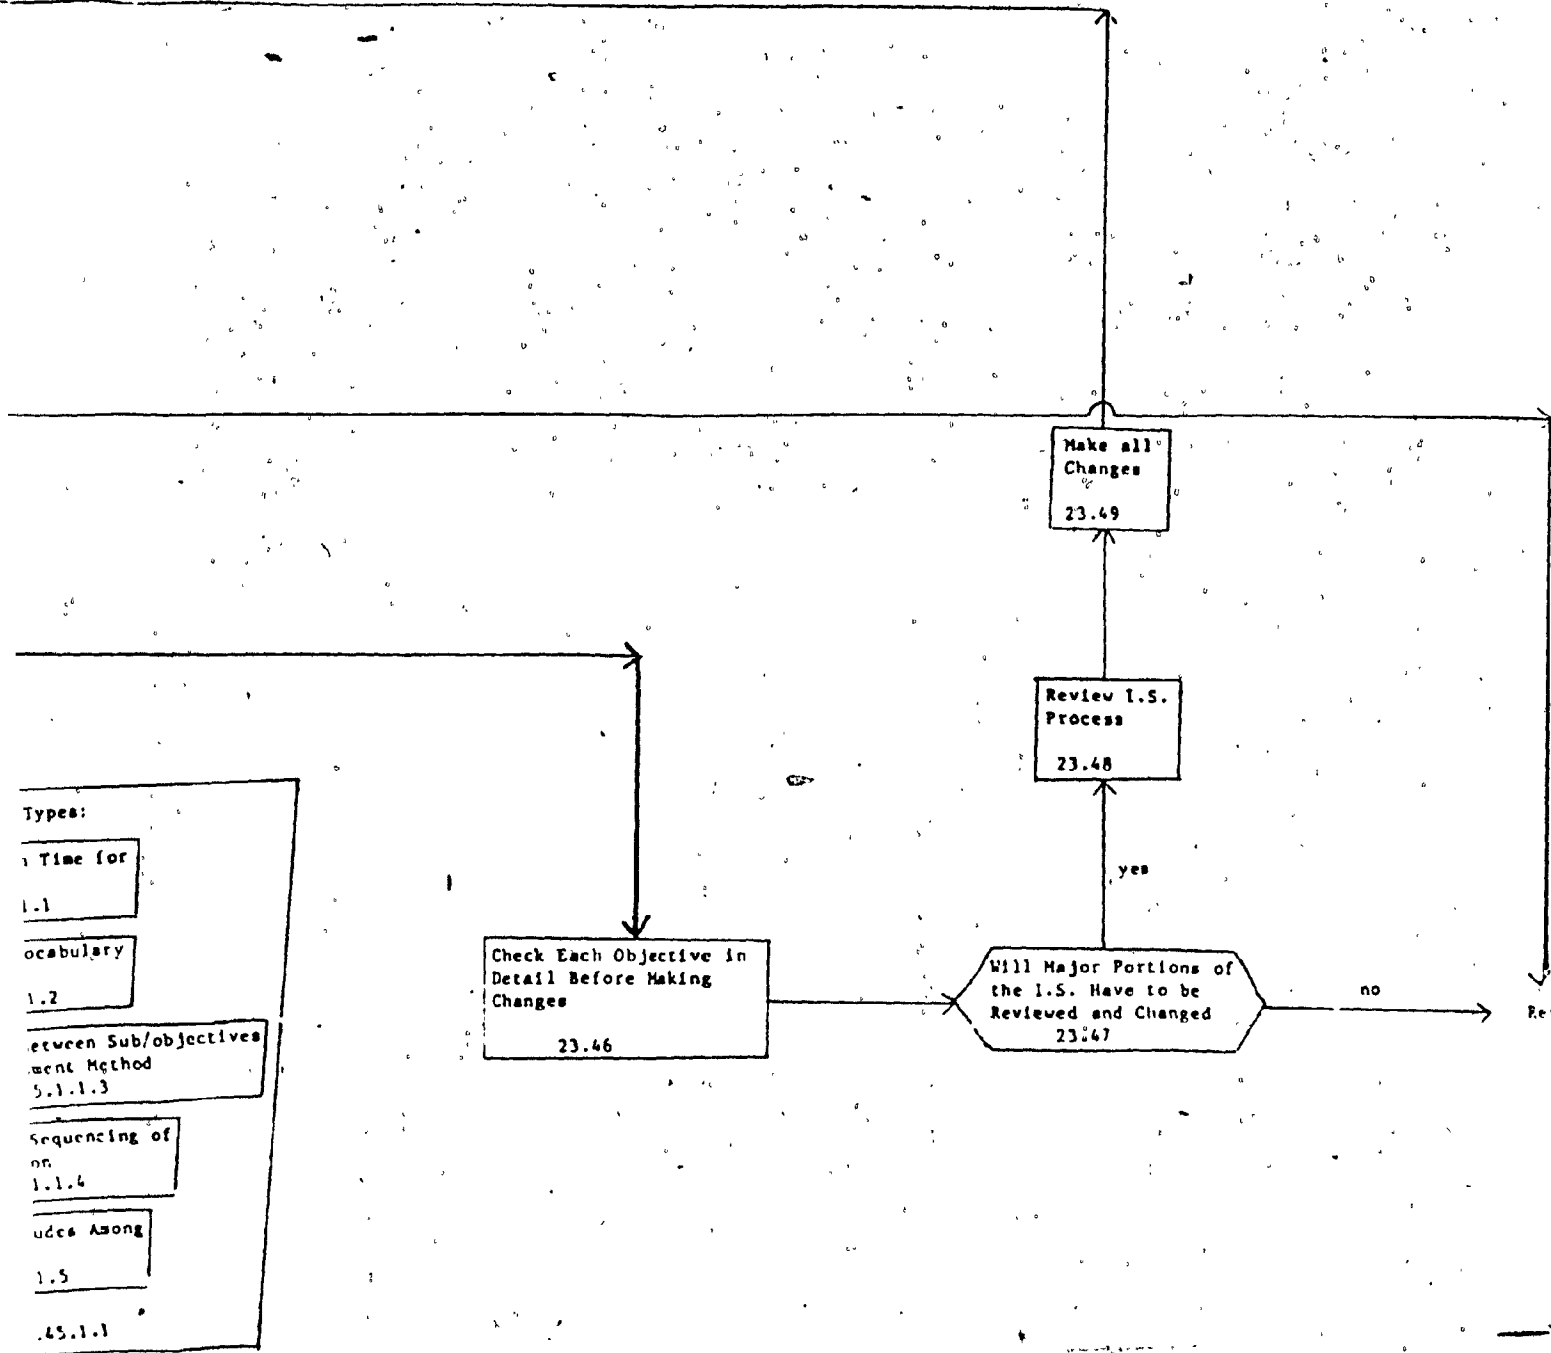 Make all
Changes
23.49
Review I.S.
Process
23.48
yes
Types:
Time for
1.1
ocabulary
1.2
etween Sub/objectives
ment Method
5.1.1.3
Sequencing of
on
1.1.4
udes Among
1.5
.45.1.1
Check Each Objective in
Detail Before Making
Changes
23.46
Will Major Portions of
the I.S. Have to be
Reviewed and Changed
23.47
no
Re